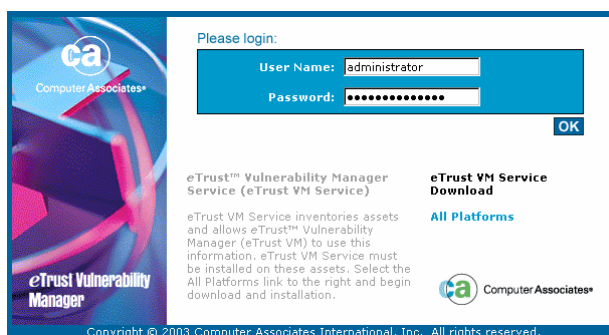 ca
Computer Associates®
eTrust Vulnerability
Manager
Please login:
User Name: administrator
Password: ••••••••••••••
OK
eTrust™ Vulnerability Manager
Service (eTrust VM Service)
eTrust VM Service inventories assets
and allows eTrust™ Vulnerability
Manager (eTrust VM) to use this
information. eTrust VM Service must
be installed on these assets. Select the
All Platforms link to the right and begin
download and installation.
eTrust VM Service
Download
All Platforms
ca Computer Associates®
Copyright © 2003 Computer Associates International, Inc. All rights reserved.